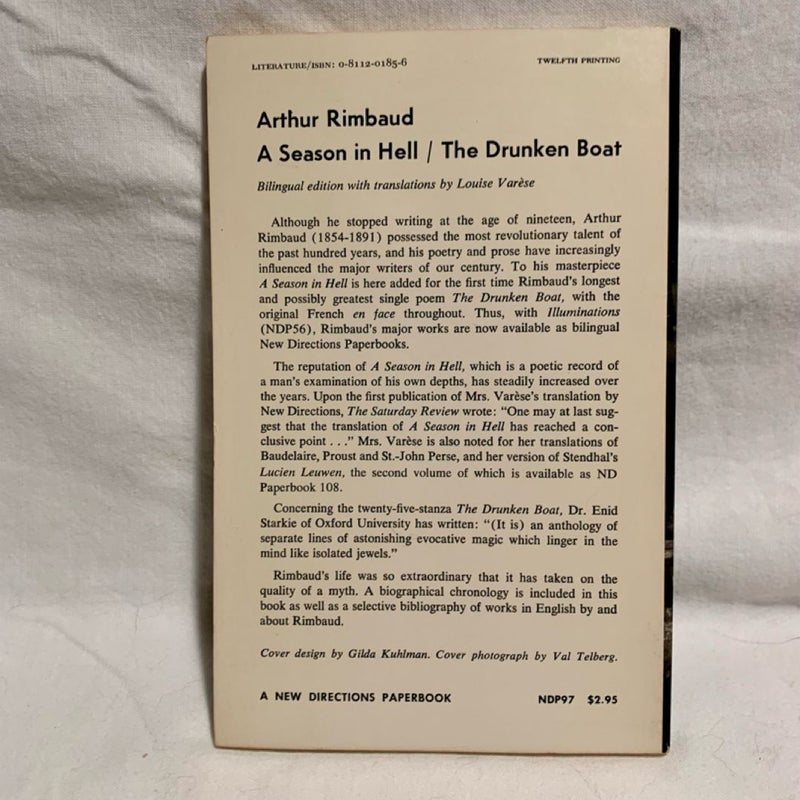 LITERATURE/ISBN: 0-8112-0185-6
TWELFTH PRINTING
Arthur Rimbaud
A Season in Hell / The Drunken Boat
Bilingual edition with translations by Louise Varèse
Although he stopped writing at the age of nineteen, Arthur
Rimbaud (1854-1891) possessed the most revolutionary talent of
the past hundred years, and his poetry and prose have increasingly
influenced the major writers of our century. To his masterpiece
A Season in Hell is here added for the first time Rimbaud's longest
and possibly greatest single poem The Drunken Boat, with the
original French en face throughout. Thus, with Illuminations
(NDP56), Rimbaud's major works are now available as bilingual
New Directions Paperbooks.
The reputation of A Season in Hell, which is a poetic record of
a man's examination of his own depths, has steadily increased over
the years. Upon the first publication of Mrs. Varèse's translation by
New Directions, The Saturday Review wrote: "One may at last sug-
gest that the translation of A Season in Hell has reached a con-
clusive point . . ." Mrs. Varèse is also noted for her translations of
Baudelaire, Proust and St.-John Perse, and her version of Stendhal's
Lucien Leuwen, the second volume of which is available as ND
Paperbook 108.
Concerning the twenty-five-stanza The Drunken Boat, Dr. Enid
Starkie of Oxford University has written: "(It is) an anthology of
separate lines of astonishing evocative magic which linger in the
mind like isolated jewels."
Rimbaud's life was so extraordinary that it has taken on the
quality of a myth. A biographical chronology is included in this
book as well as a selective bibliography of works in English by and
about Rimbaud.
Cover design by Gilda Kuhlman. Cover photograph by Val Telberg.
A NEW DIRECTIONS PAPERBOOK
NDP97 $2.95